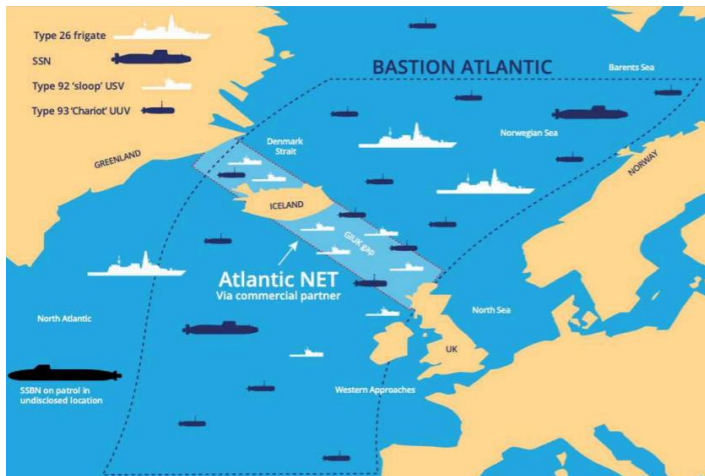 Type 26 frigate
SSN
Type 92 'sloop' USV
Type 93 'Chariot' UUV
BASTION ATLANTIC
Barents Sea
Denmark
Strait
Norwegian Sea
GREENLAND
NORWAY
ICELAND
GIUK gap
Atlantic NET
Via commercial partner
North Atlantic
North Sea
UK
SSBN on patrol in
undisclosed location
Western Approaches